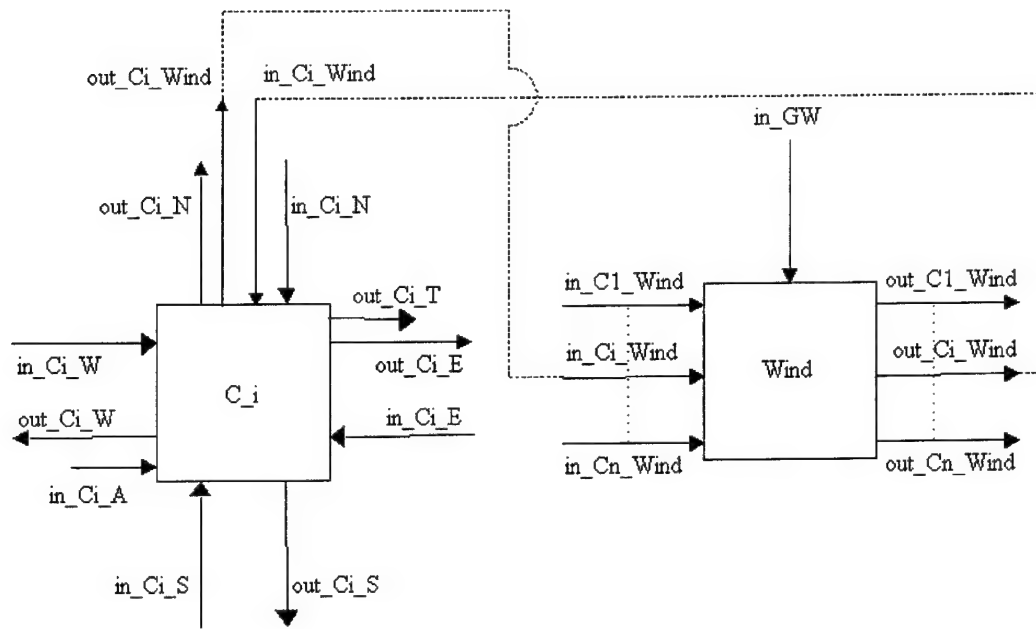 out_Ci_Wind
in_Ci_Wind
in_GW
out_Ci_N
in_Ci_N
in_C1_Wind
out_C1_Wind
out_Ci_T
in_Ci_W
out_Ci_E
in_Ci_Wind
Wind
out_Ci_Wind
C_i
out_Ci_W
in_Ci_E
in_Cn_Wind
out_Cn_Wind
in_Ci_A
in_Ci_S
out_Ci_S